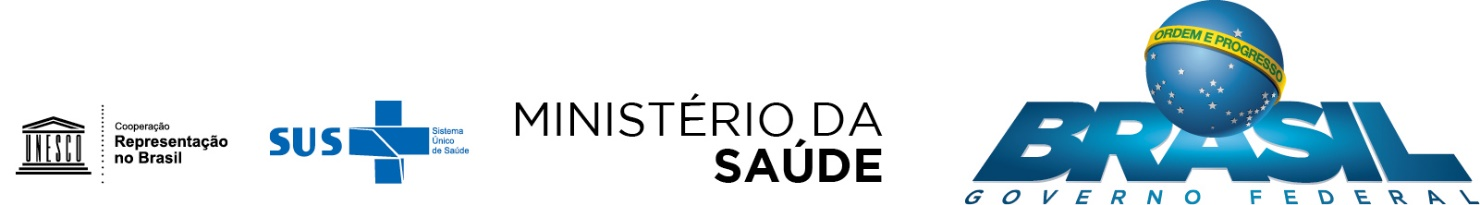 UNESCO
Cooperação
Representação
no Brasil
SUS
Sistema
Único
de Saúde
MINISTÉRIO DA
SAÚDE
ORDEM E PROGRESSO
BRASIL
GOVERNO FEDERAL